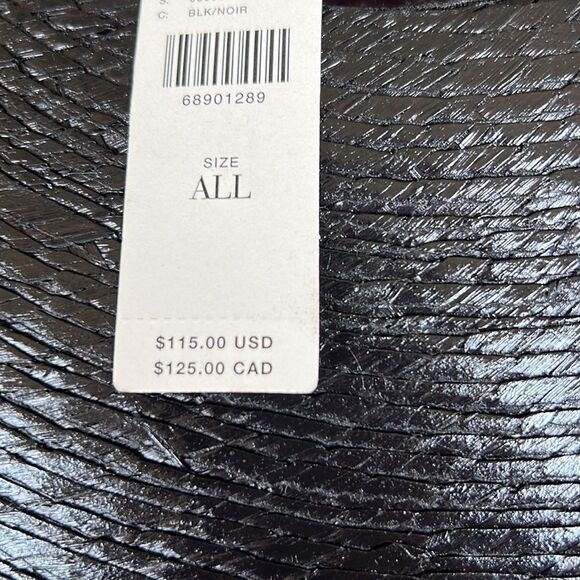 C: BLK/NOIR
68901289
SIZE
ALL
$115.00 USD
$125.00 CAD